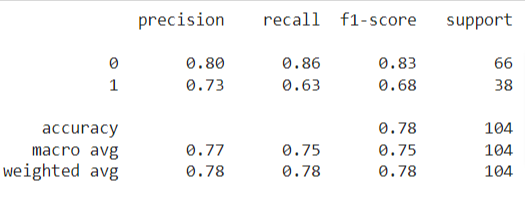 precision recall f1-score support
0 0.80 0.86 0.83 66
1 0.73 0.63 0.68 38
accuracy 0.78 104
macro avg 0.77 0.75 0.75 104
weighted avg 0.78 0.78 0.78 104